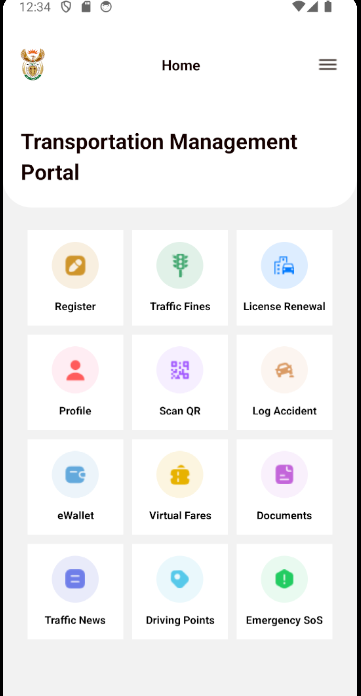 12:34
Home
Transportation Management
Portal
Register
Traffic Fines
License Renewal
Profile
Scan QR
Log Accident
eWallet
Virtual Fares
Documents
Traffic News
Driving Points
Emergency SoS